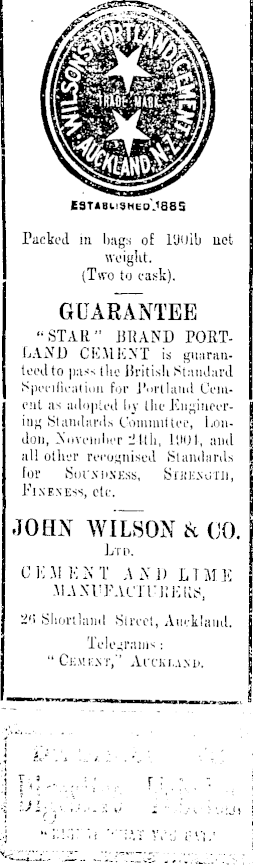 WILSON'S PORTLAND CEMENT
TRADE MARK
AUCKLAND, N.Z.
ESTABLISHED 1885
Packed in bags of 190lb net
weight.
(Two to cask).
GUARANTEE
"STAR" BRAND PORT-
LAND CEMENT is guaran-
teed to pass the British Standard
Specification for Portland Cem-
ent as adopted by the Engineer-
ing Standards Committee, Lon-
don, November 24th, 1904, and
all other recognised Standards
for SOUNDNESS, STRENGTH,
FINENESS, etc.
JOHN WILSON & CO.
LTD.
CEMENT AND LIME
MANUFACTURERS,
26 Shortland Street, Auckland.
Telegrams:
"CEMENT," AUCKLAND.